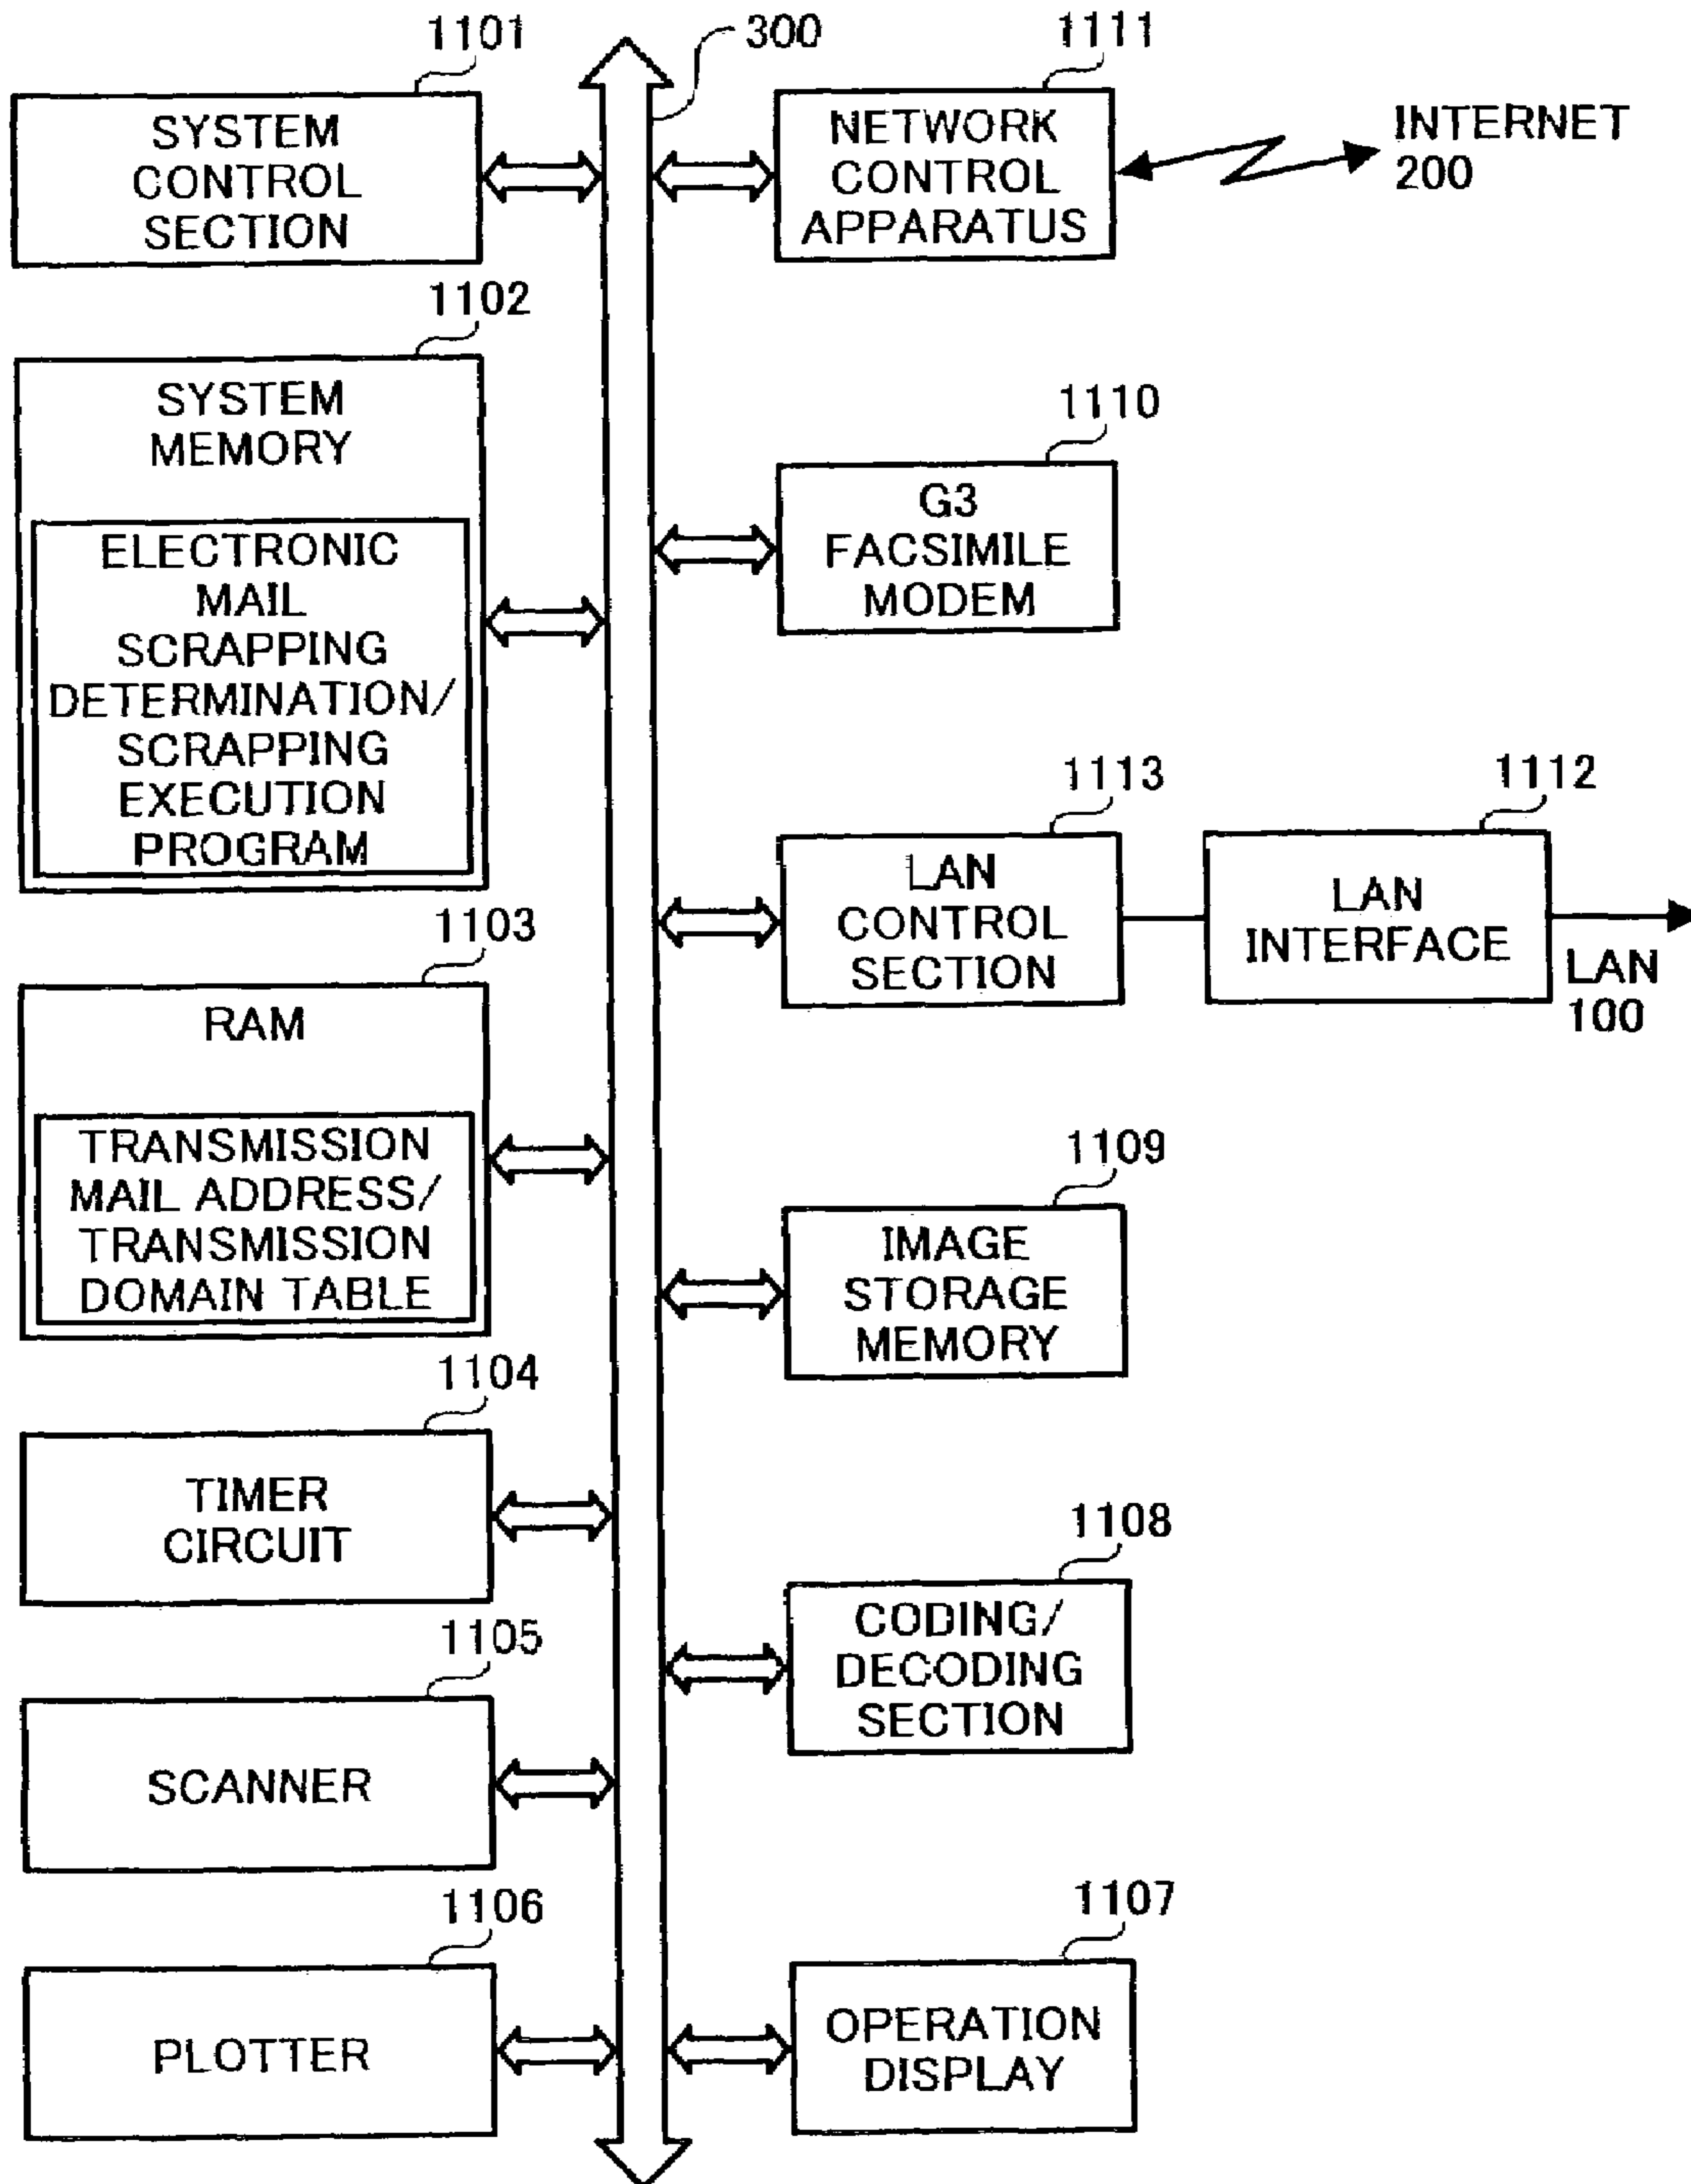 1101
SYSTEM
CONTROL
SECTION
300
1111
NETWORK
CONTROL
APPARATUS
INTERNET
200
1102
SYSTEM
MEMORY
ELECTRONIC
MAIL
SCRAPPING
DETERMINATION/
SCRAPPING
EXECUTION
PROGRAM
1110
G3
FACSIMILE
MODEM
1113
LAN
CONTROL
SECTION
1112
LAN
INTERFACE
LAN
100
1103
RAM
TRANSMISSION
MAIL ADDRESS/
TRANSMISSION
DOMAIN TABLE
1109
IMAGE
STORAGE
MEMORY
1104
TIMER
CIRCUIT
1108
CODING/
DECODING
SECTION
1105
SCANNER
1106
PLOTTER
1107
OPERATION
DISPLAY